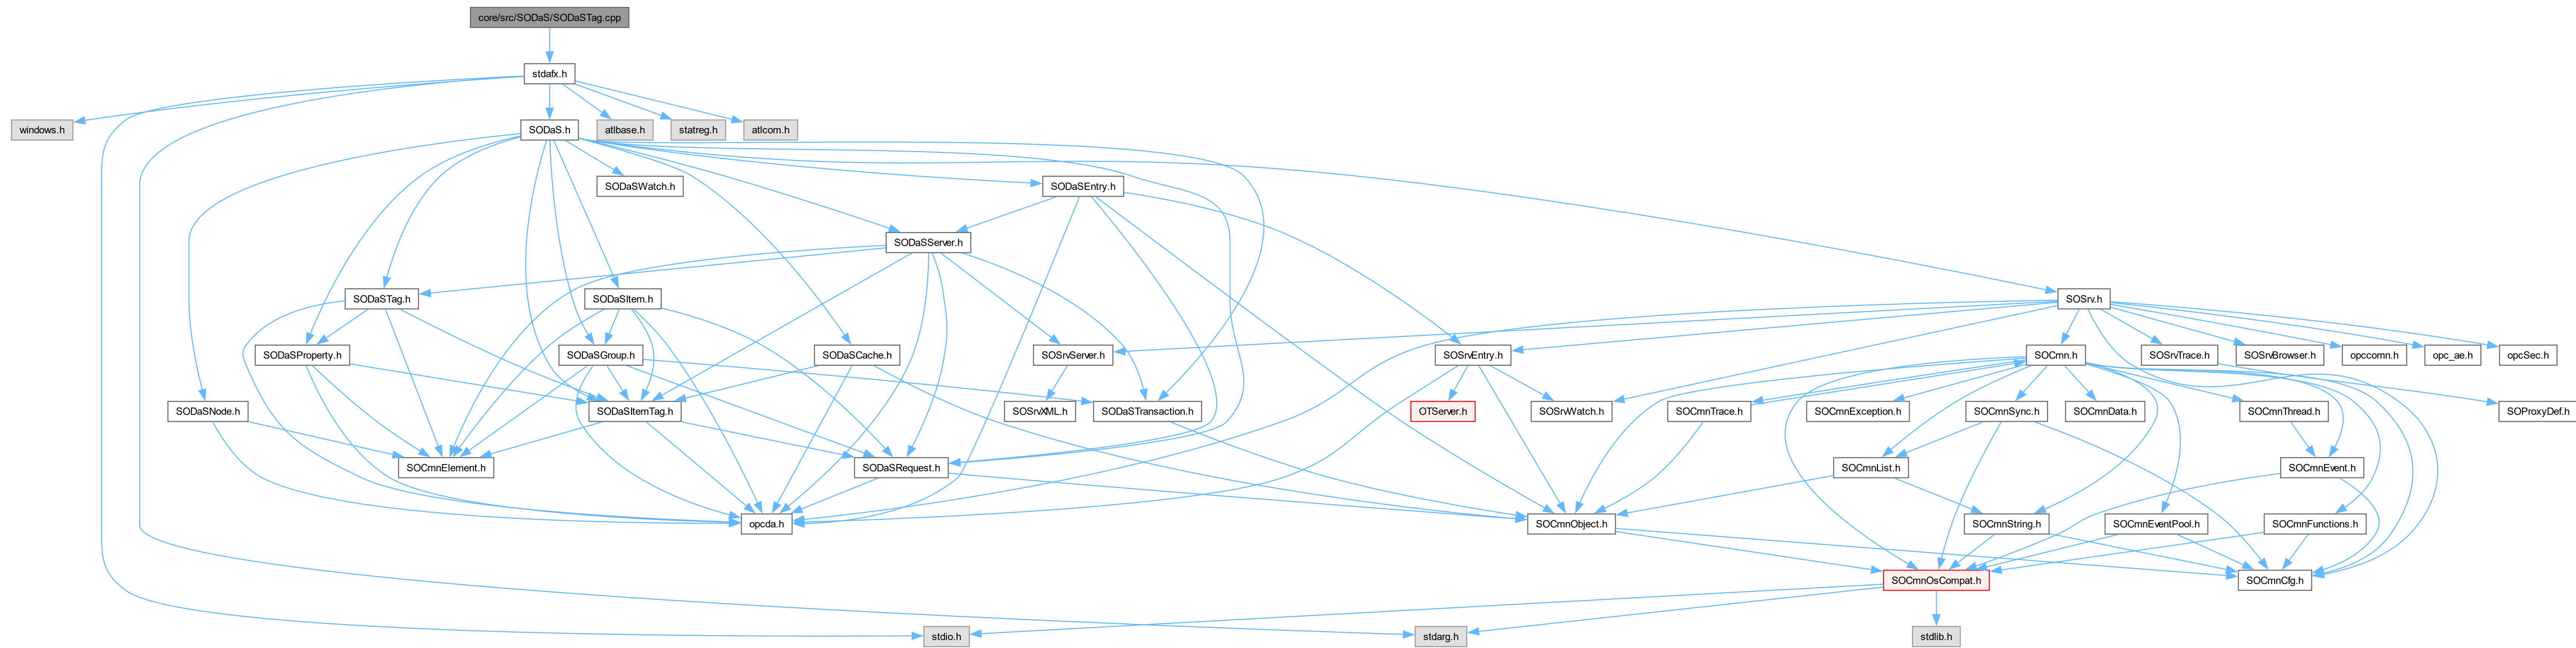 core/src/SODaS/SODaSTag.cpp
stdafx.h
windows.h
SODaS.h
atlbase.h
statreg.h
atlcom.h
SODaSWatch.h
SODaSEntry.h
SODaSServer.h
SODaSTag.h
SODaSItem.h
SOSrv.h
SODaSProperty.h
SODaSGroup.h
SODaSCache.h
SOSrvServer.h
SOSrvEntry.h
SOCmn.h
SOSrvTrace.h
SOSrvBrowser.h
opccomn.h
opc_ae.h
opcSec.h
SODaSNode.h
SODaSItemTag.h
SOSrvXML.h
SODaSTransaction.h
OTServer.h
SOSrvWatch.h
SOCmnTrace.h
SOCmnException.h
SOCmnSync.h
SOCmnData.h
SOCmnThread.h
SOProxyDef.h
SOCmnElement.h
SODaSRequest.h
SOCmnList.h
SOCmnEvent.h
opcda.h
SOCmnObject.h
SOCmnString.h
SOCmnEventPool.h
SOCmnFunctions.h
SOCmnOsCompat.h
SOCmnCfg.h
stdio.h
stdarg.h
stdlib.h